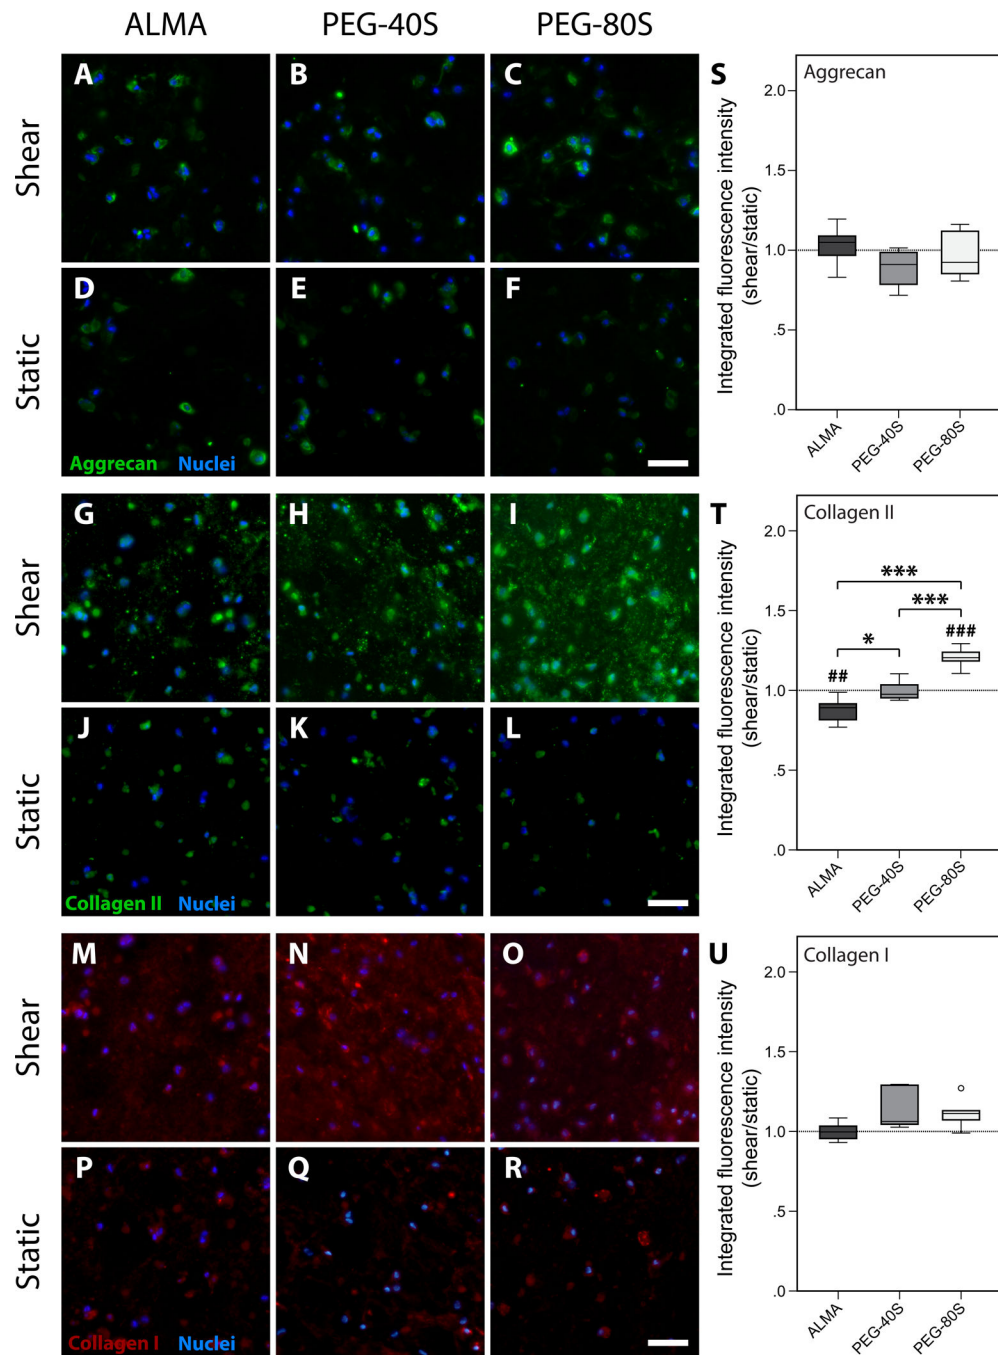 ALMA PEG-40S PEG-80S
Shear
A B C
Static
D E F
Aggrecan Nuclei
S Aggrecan
Integrated fluorescence intensity
(shear/static)
2.0
1.5
1.0
.5
.0
ALMA PEG-40S PEG-80S
Shear
G H I
Static
J K L
Collagen II Nuclei
T Collagen II
Integrated fluorescence intensity
(shear/static)
2.0
1.5
1.0
.5
.0
***
***
*
##
###
ALMA PEG-40S PEG-80S
Shear
M N O
Static
P Q R
Collagen I Nuclei
U Collagen I
Integrated fluorescence intensity
(shear/static)
2.0
1.5
1.0
.5
.0
ALMA PEG-40S PEG-80S